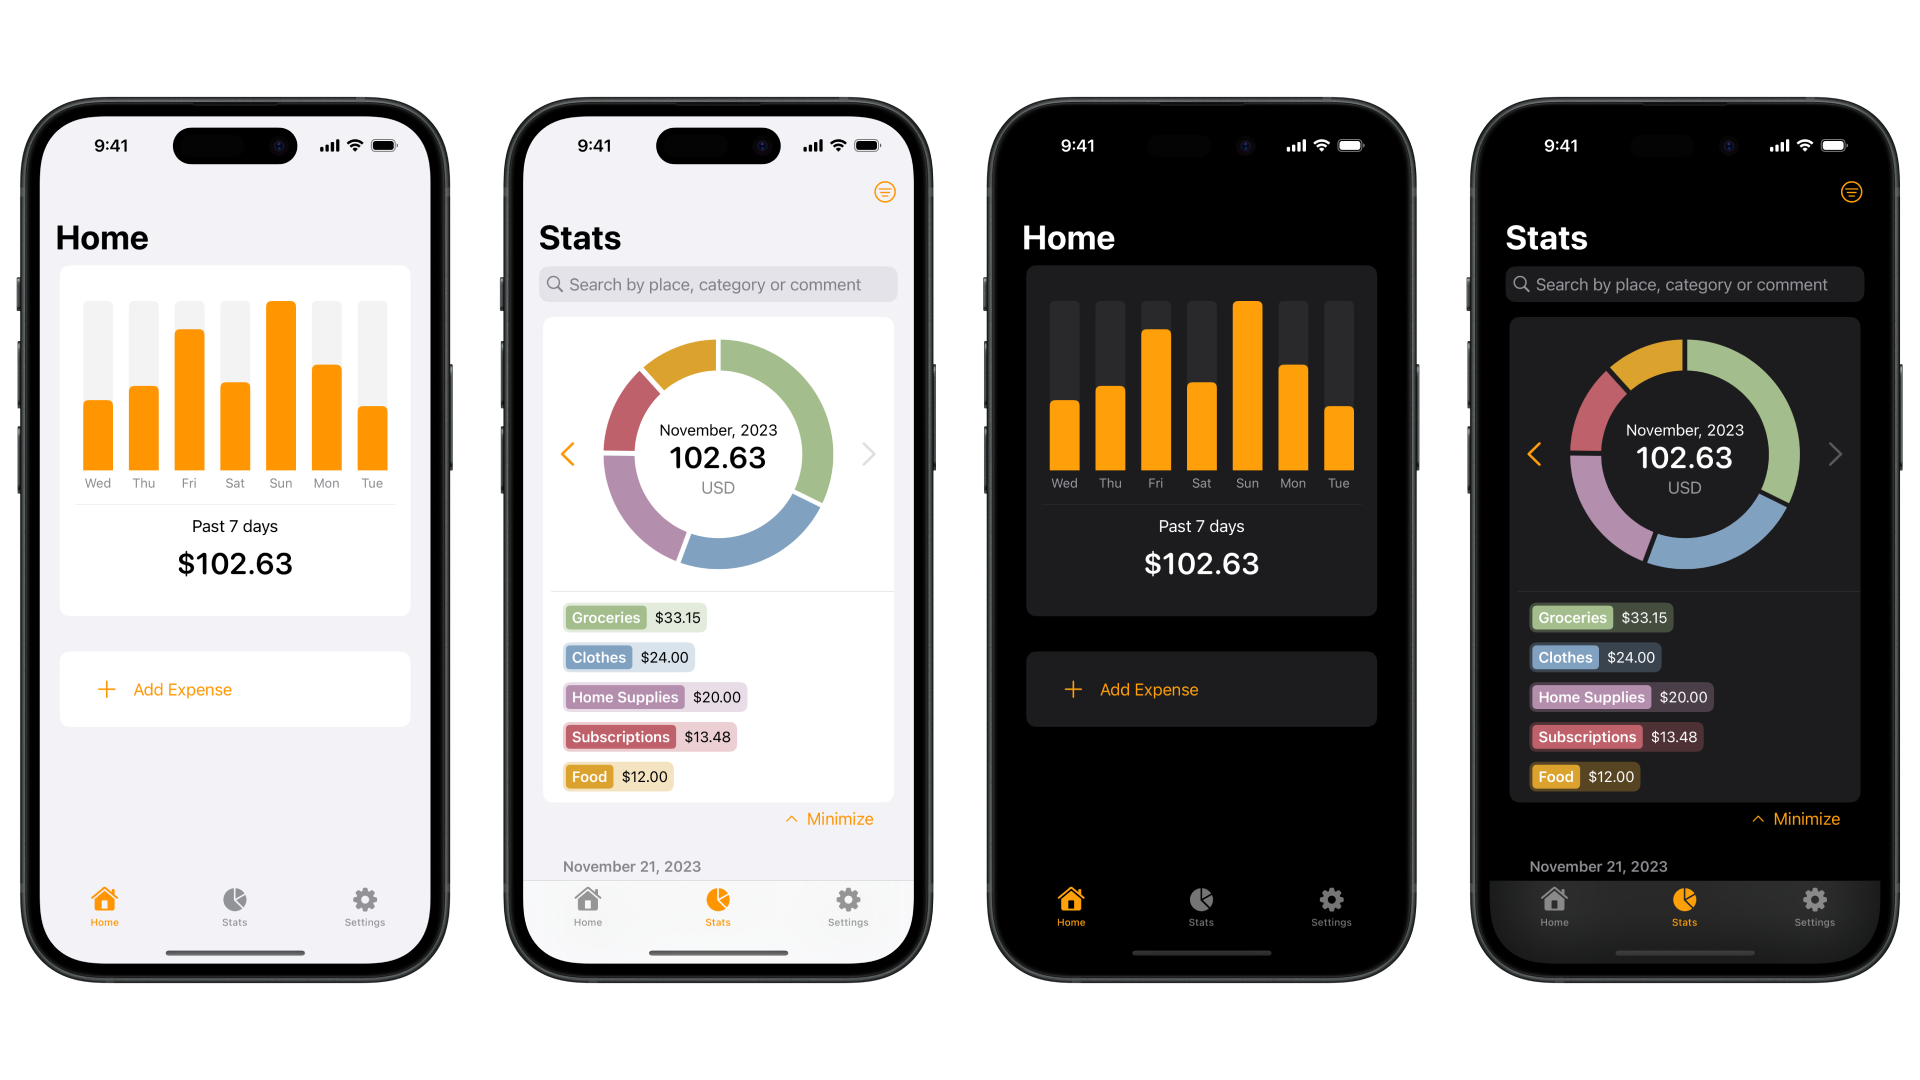 9:41
Home
Wed Thu Fri Sat Sun Mon Tue
Past 7 days
$102.63
Add Expense
Home Stats Settings
9:41
Stats
Search by place, category or comment
November, 2023
102.63
USD
Groceries $33.15
Clothes $24.00
Home Supplies $20.00
Subscriptions $13.48
Food $12.00
Minimize
November 21, 2023
Home Stats Settings
9:41
Home
Wed Thu Fri Sat Sun Mon Tue
Past 7 days
$102.63
Add Expense
Home Stats Settings
9:41
Stats
Search by place, category or comment
November, 2023
102.63
USD
Groceries $33.15
Clothes $24.00
Home Supplies $20.00
Subscriptions $13.48
Food $12.00
Minimize
November 21, 2023
Home Stats Settings